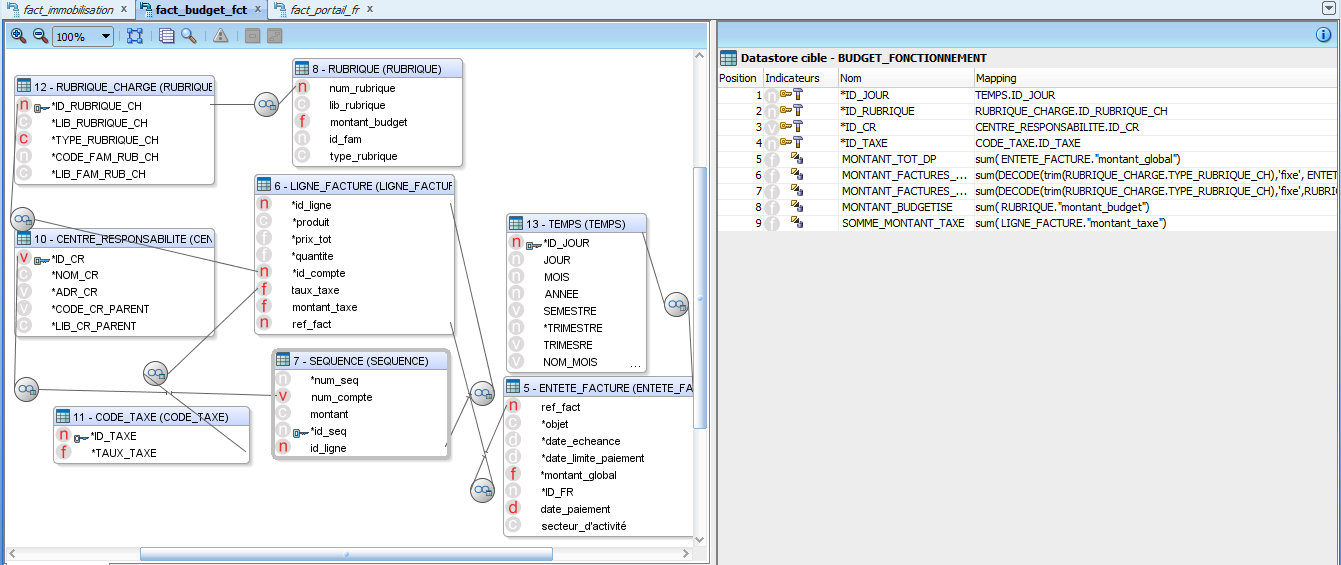 fact_immobilisation x fact_budget_fct x fact_portail_fr x
100%
12 - RUBRIQUE_CHARGE (RUBRIQUE
n *ID_RUBRIQUE_CH
C *LIB_RUBRIQUE_CH
C *TYPE_RUBRIQUE_CH
n *CODE_FAM_RUB_CH
C *LIB_FAM_RUB_CH
8 - RUBRIQUE (RUBRIQUE)
n num_rubrique
C lib_rubrique
f montant_budget
n id_fam
C type_rubrique
6 - LIGNE_FACTURE (LIGNE_FACTUR
n *id_ligne
C *produit
f *prix_tot
f *quantite
n *id_compte
f taux_taxe
f montant_taxe
n ref_fact
10 - CENTRE_RESPONSABILITE (CEN
V *ID_CR
C *NOM_CR
V *ADR_CR
V *CODE_CR_PARENT
C *LIB_CR_PARENT
13 - TEMPS (TEMPS)
n *ID_JOUR
n JOUR
n MOIS
n ANNEE
V SEMESTRE
n *TRIMESTRE
V TRIMESRE
V NOM_MOIS ...
7 - SEQUENCE (SEQUENCE)
n *num_seq
V num_compte
C montant
n *id_seq
n id_ligne
11 - CODE_TAXE (CODE_TAXE)
n *ID_TAXE
f *TAUX_TAXE
5 - ENTETE_FACTURE (ENTETE_FA
n ref_fact
C *objet
d *date_echeance
d *date_limite_paiement
f *montant_global
n *ID_FR
d date_paiement
C secteur_d'activité
Datastore cible - BUDGET_FONCTIONNEMENT
Position Indicateurs Nom Mapping
1 n *ID_JOUR TEMPS.ID_JOUR
2 n *ID_RUBRIQUE RUBRIQUE_CHARGE.ID_RUBRIQUE_CH
3 V *ID_CR CENTRE_RESPONSABILITE.ID_CR
4 n *ID_TAXE CODE_TAXE.ID_TAXE
5 f MONTANT_TOT_DP sum( ENTETE_FACTURE."montant_global")
6 f MONTANT_FACTURES_... sum(DECODE(trim(RUBRIQUE_CHARGE.TYPE_RUBRIQUE_CH),'fixe', ENTET
7 f MONTANT_FACTURES_... sum(DECODE(trim(RUBRIQUE_CHARGE.TYPE_RUBRIQUE_CH),'fixe',RUBRI
8 f MONTANT_BUDGETISE sum( RUBRIQUE."montant_budget")
9 f SOMME_MONTANT_TAXE sum( LIGNE_FACTURE."montant_taxe")